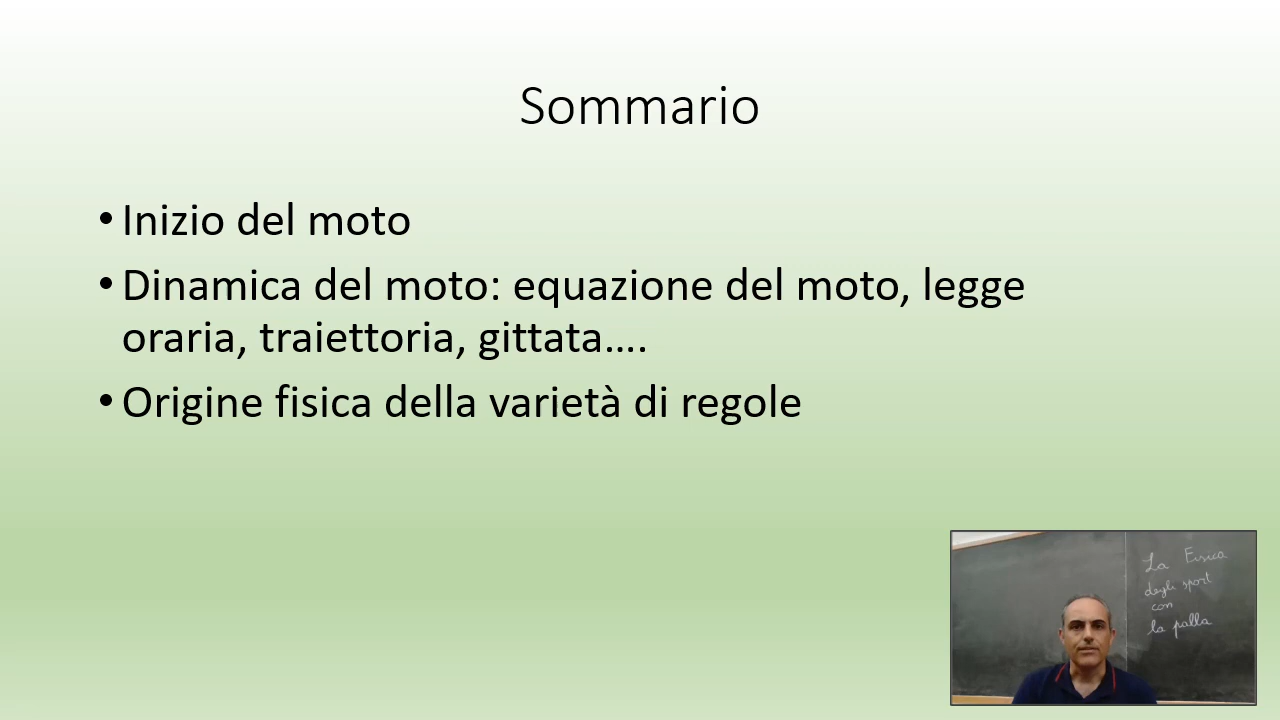 Sommario
• Inizio del moto
• Dinamica del moto: equazione del moto, legge
oraria, traiettoria, gittata….
• Origine fisica della varietà di regole
La Fisica
degli sport
con
la palla